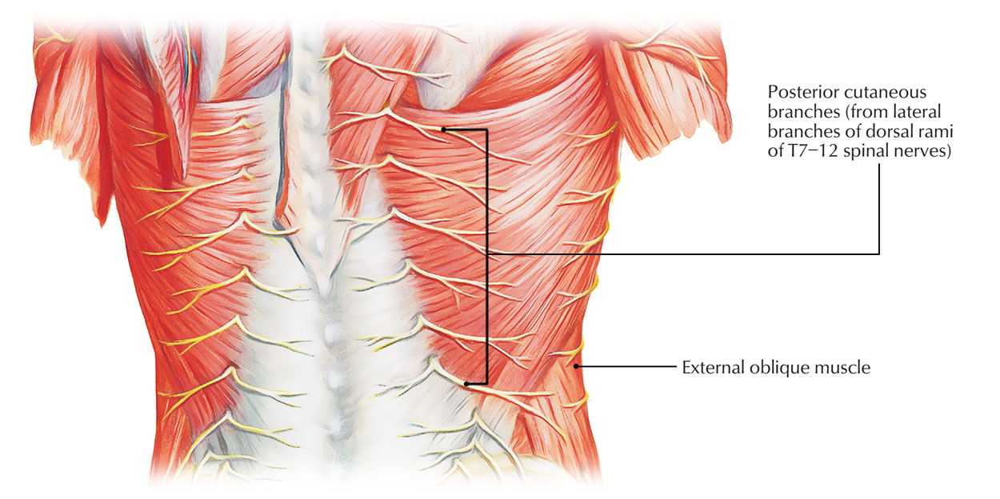 Posterior cutaneous
branches (from lateral
branches of dorsal rami
of T7–12 spinal nerves)
External oblique muscle